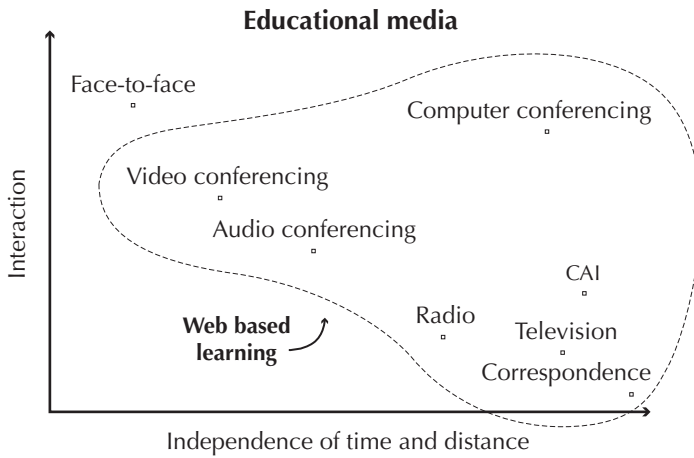 Educational media
Face-to-face
Computer conferencing
Video conferencing
Audio conferencing
CAI
Radio
Web based
learning
Television
Correspondence
Interaction
Independence of time and distance